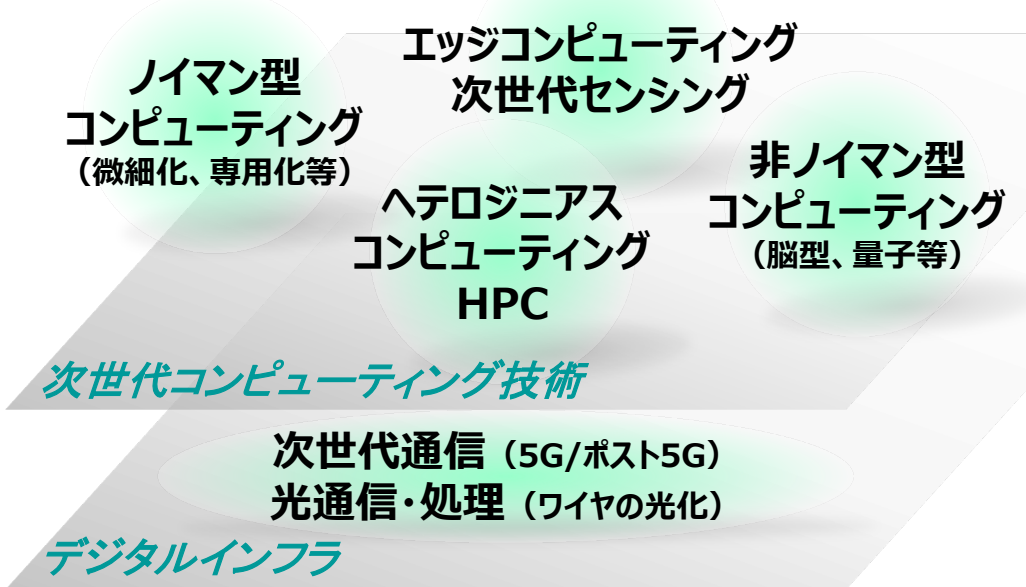 エッジコンピューティング
次世代センシング
ノイマン型
コンピューティング
（微細化、専用化等）
非ノイマン型
コンピューティング
（脳型、量子等）
ヘテロジニアス
コンピューティング
HPC
次世代コンピューティング技術
次世代通信（5G/ポスト5G）
光通信・処理（ワイヤの光化）
デジタルインフラ